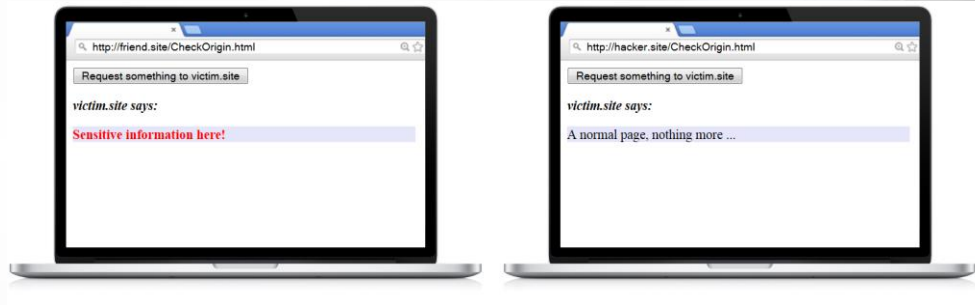 http://friend.site/CheckOrigin.html
Request something to victim.site
victim.site says:
Sensitive information here!
http://hacker.site/CheckOrigin.html
Request something to victim.site
victim.site says:
A normal page, nothing more ...